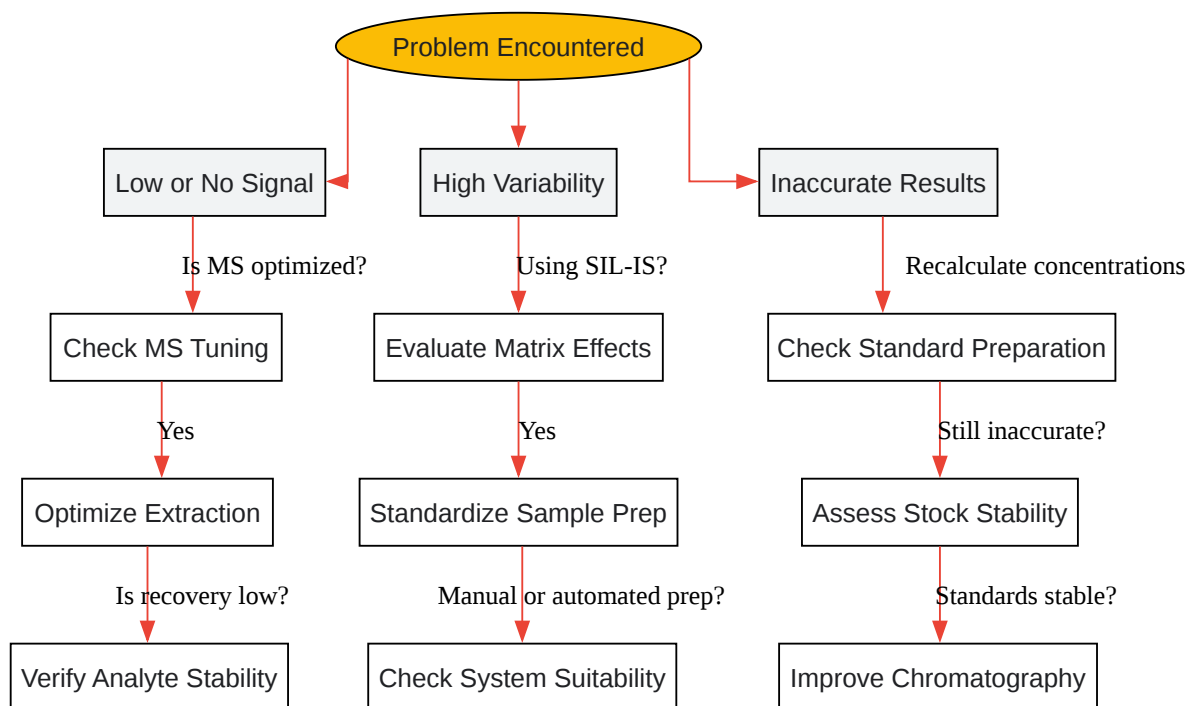 Problem Encountered
Low or No Signal
High Variability
Inaccurate Results
Is MS optimized?
Using SIL-IS?
Recalculate concentrations
Check MS Tuning
Evaluate Matrix Effects
Check Standard Preparation
Yes
Yes
Still inaccurate?
Optimize Extraction
Standardize Sample Prep
Assess Stock Stability
Is recovery low?
Manual or automated prep?
Standards stable?
Verify Analyte Stability
Check System Suitability
Improve Chromatography